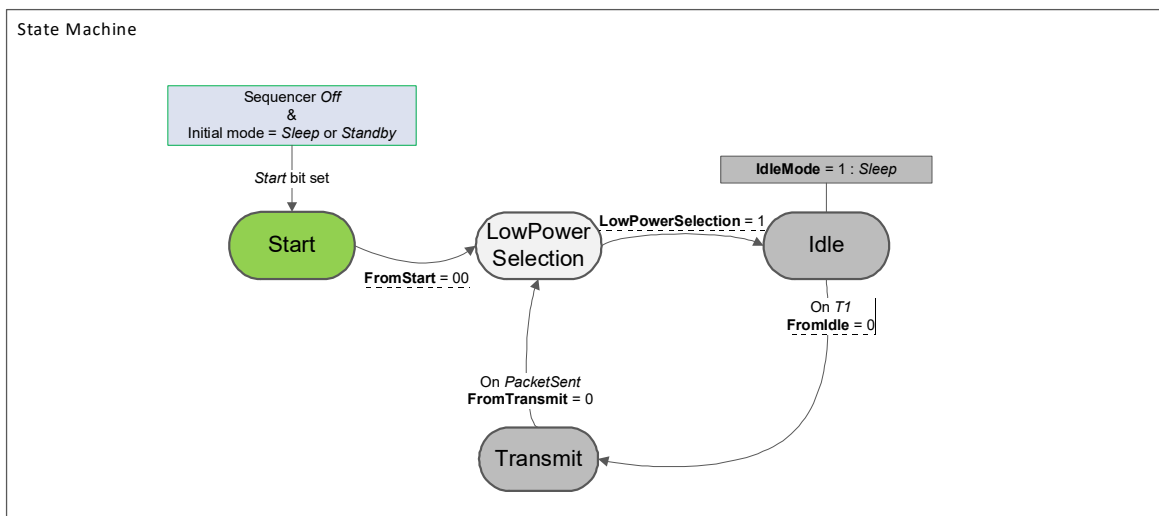 State Machine
Sequencer Off
&
Initial mode = Sleep or Standby
Start bit set
IdleMode = 1 : Sleep
Start
LowPower
Selection
LowPowerSelection = 1
Idle
FromStart = 00
On T1
FromIdle = 0
On PacketSent
FromTransmit = 0
Transmit